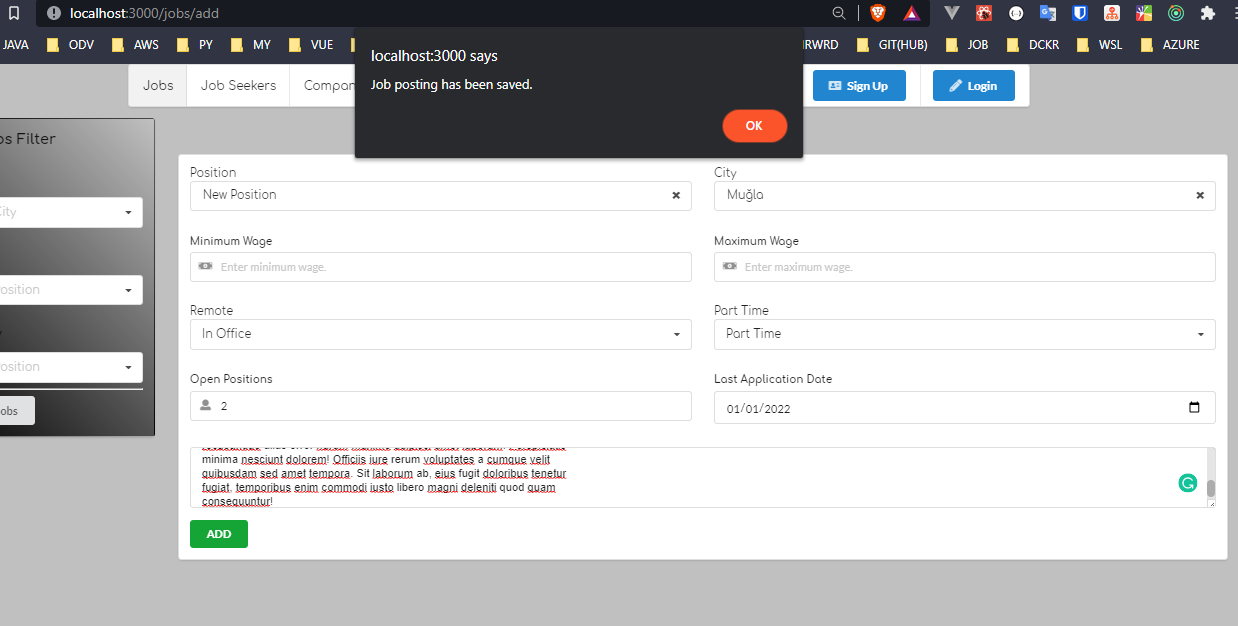 localhost:3000/jobs/add
JAVA ODV AWS PY MY VUE RWRD GIT(HUB) JOB DCKR WSL AZURE
localhost:3000 says
Job posting has been saved.
OK
Jobs Job Seekers Compan Sign Up Login
os Filter
City
osition
osition
obs
Position City
New Position Muğla
Minimum Wage Maximum Wage
Enter minimum wage. Enter maximum wage.
Remote Part Time
In Office Part Time
Open Positions Last Application Date
2 01/01/2022
minima nesciunt dolorem! Officiis iure rerum voluptates a cumque velit
quibusdam sed amet tempora. Sit laborum ab, eius fugit doloribus tenetur
fugiat, temporibus enim commodi iusto libero magni deleniti quod quam
consequuntur!
ADD